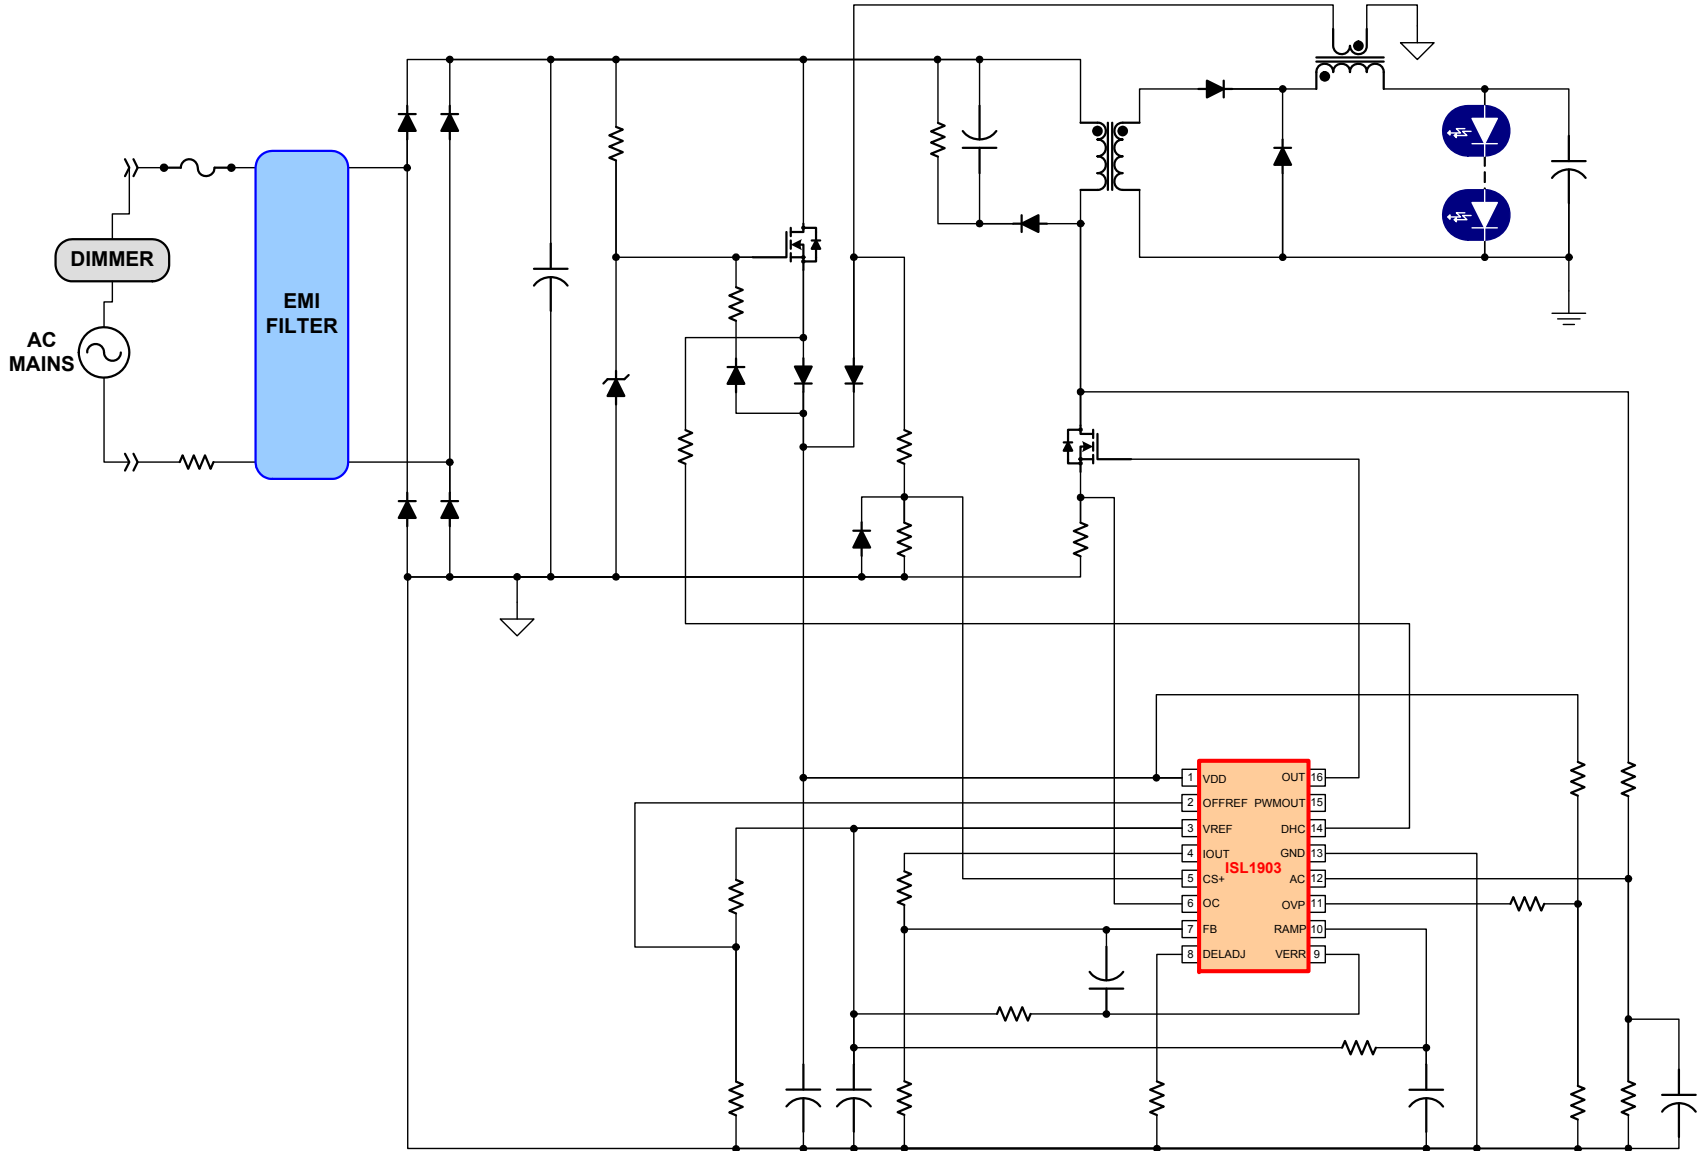 DIMMER
AC
MAINS
EMI
FILTER
1 VDD OUT 16
2 OFFREF PWMOUT 15
3 VREF DHC 14
4 IOUT GND 13
ISL1903
5 CS+ AC 12
6 OC OVP 11
7 FB RAMP 10
8 DELADJ VERR 9